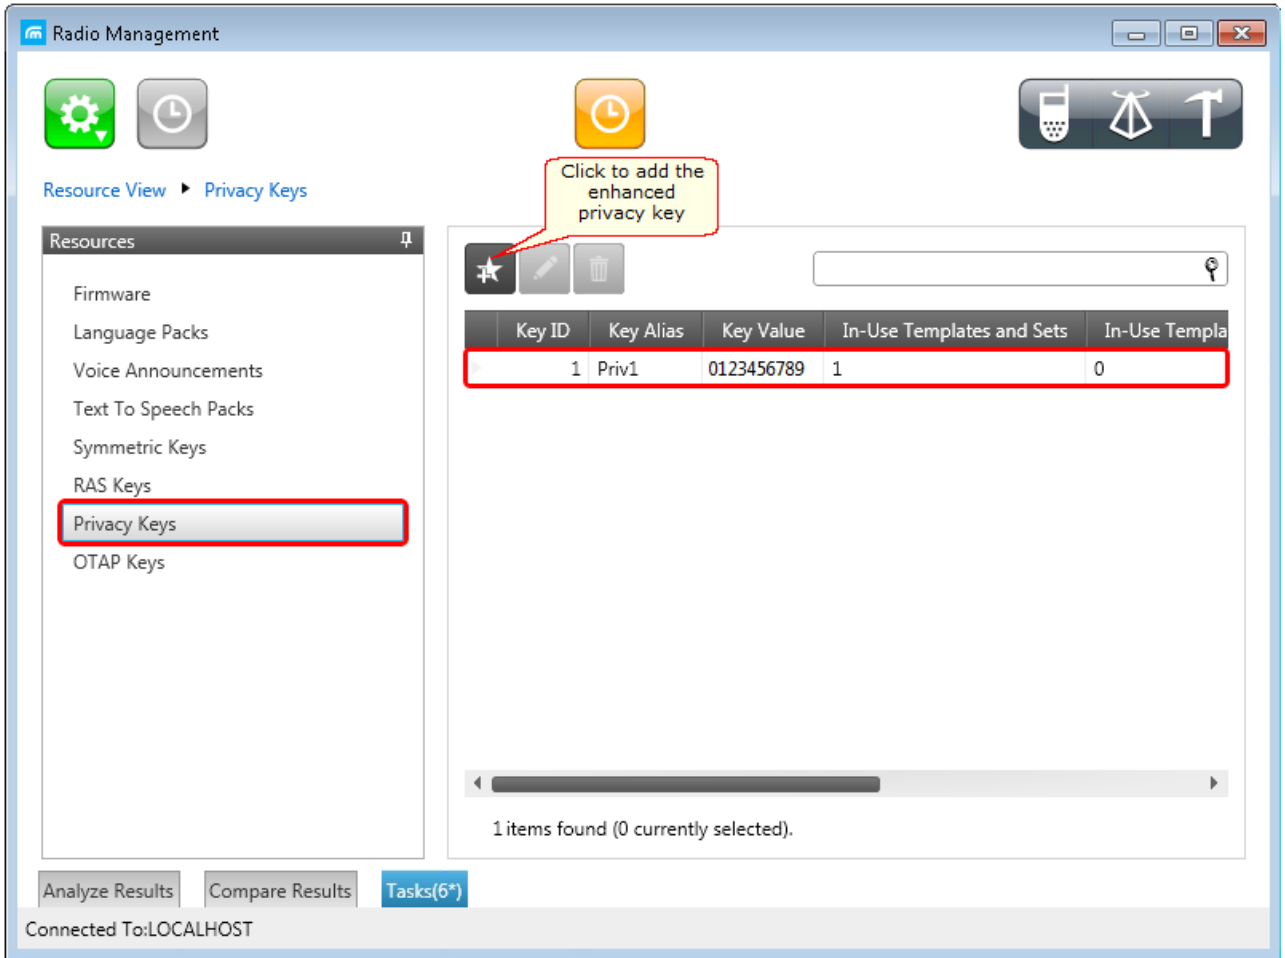 Radio Management
Click to add the
enhanced
privacy key
Resource View Privacy Keys
Resources
Firmware
Language Packs
Voice Announcements
Text To Speech Packs
Symmetric Keys
RAS Keys
Privacy Keys
OTAP Keys
Key ID Key Alias Key Value In-Use Templates and Sets In-Use Templa
1 Priv1 0123456789 1 0
1 items found (0 currently selected).
Analyze Results Compare Results Tasks(6*)
Connected To:LOCALHOST